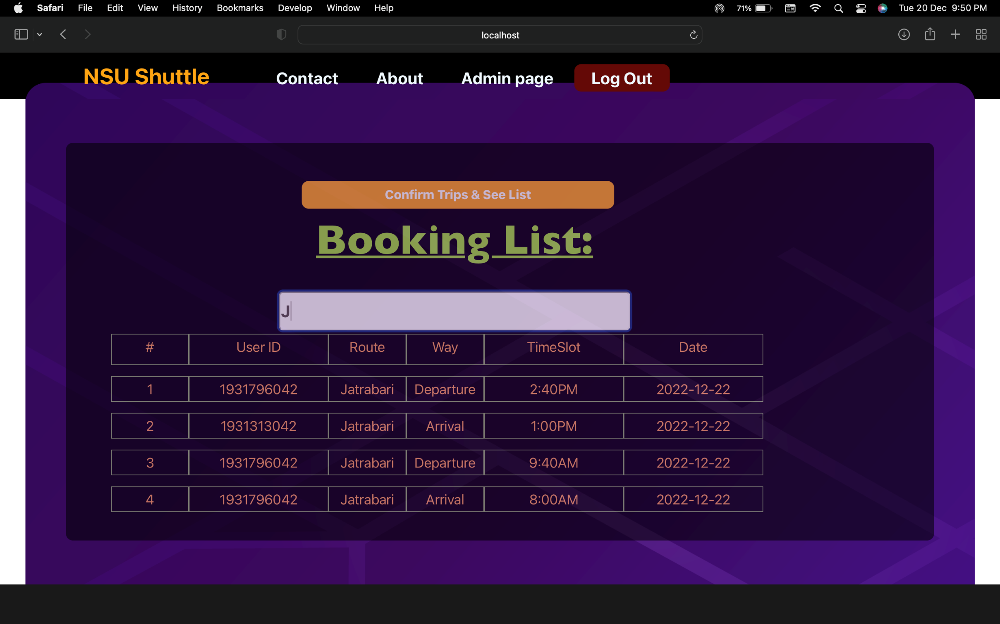 Safari File Edit View History Bookmarks Develop Window Help 71% Tue 20 Dec 9:50 PM
localhost
NSU Shuttle Contact About Admin page Log Out
Confirm Trips & See List
Booking List:
J
# User ID Route Way TimeSlot Date
1 1931796042 Jatrabari Departure 2:40PM 2022-12-22
2 1931313042 Jatrabari Arrival 1:00PM 2022-12-22
3 1931796042 Jatrabari Departure 9:40AM 2022-12-22
4 1931796042 Jatrabari Arrival 8:00AM 2022-12-22